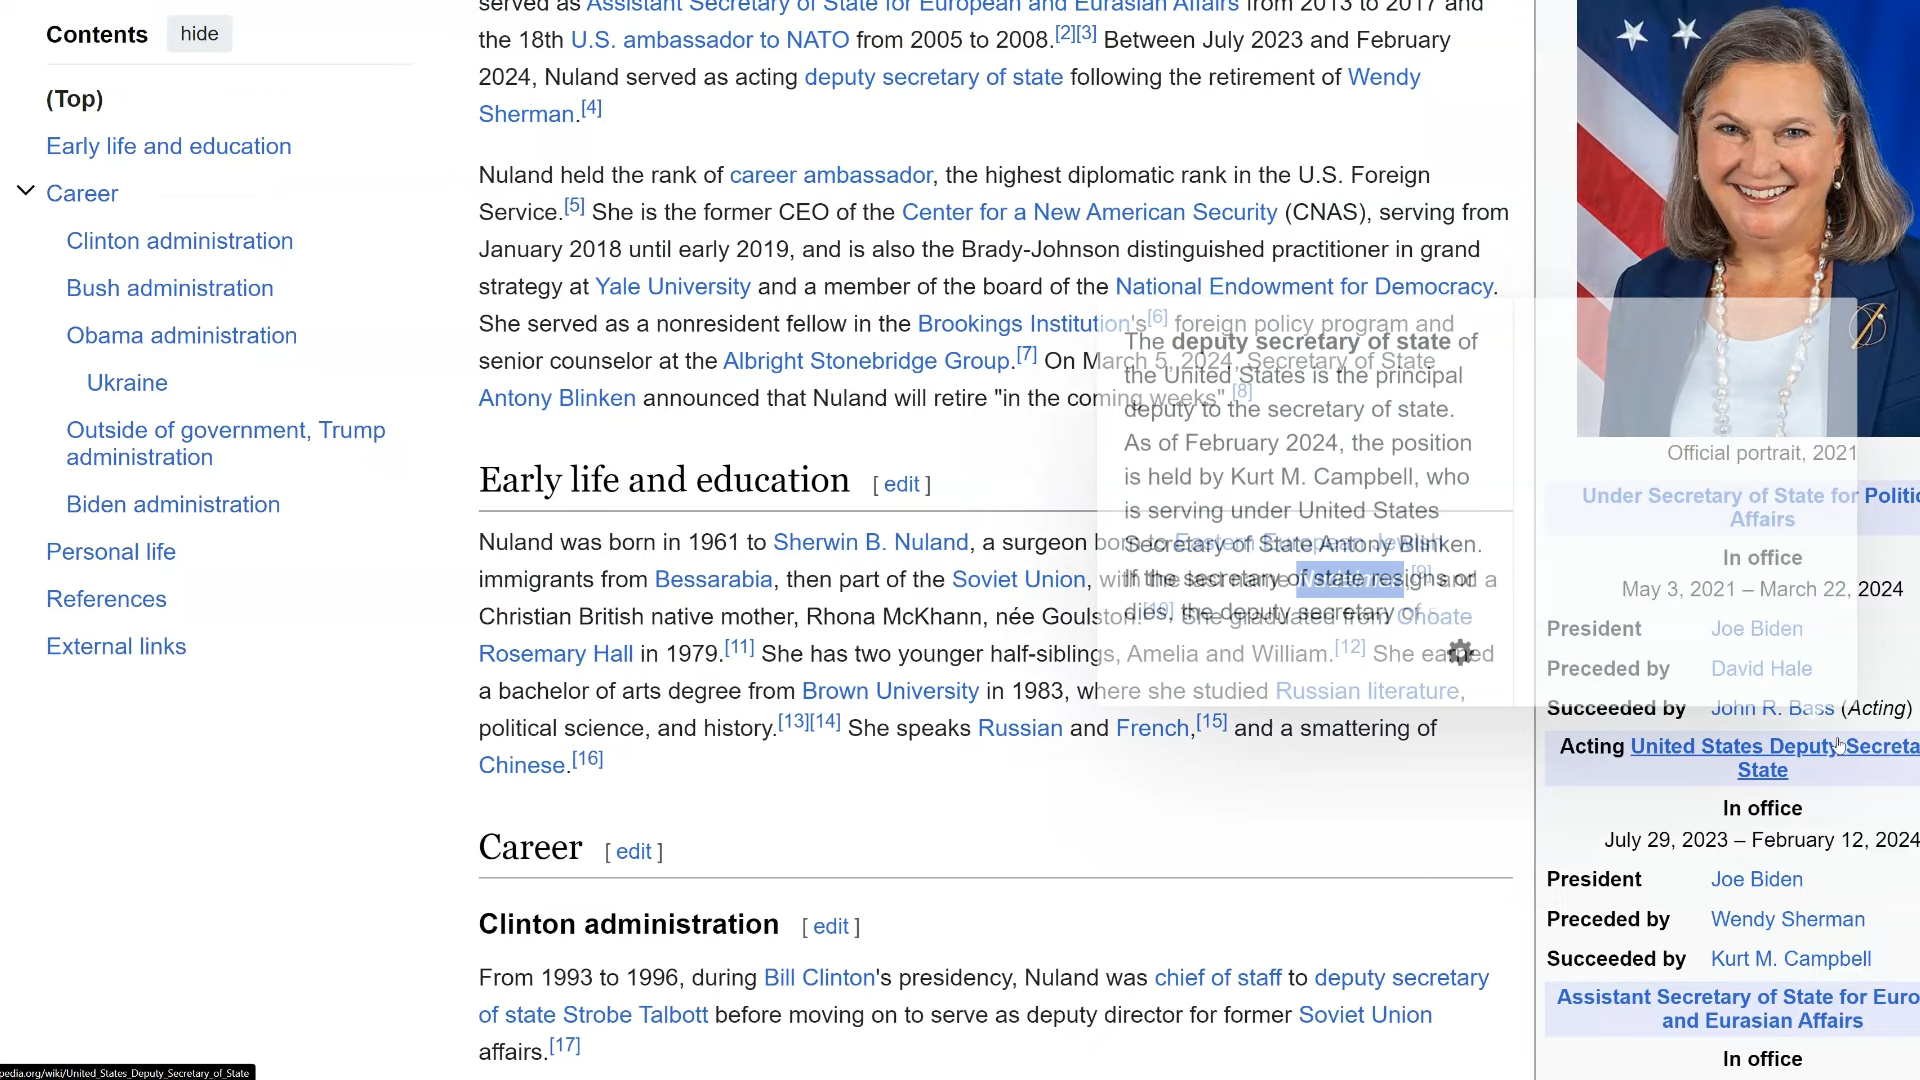 Contents hide
(Top)
Early life and education
Career
Clinton administration
Bush administration
Obama administration
Ukraine
Outside of government, Trump
administration
Biden administration
Personal life
References
External links
served as Assistant Secretary of State for European and Eurasian Affairs from 2013 to 2017 and
the 18th U.S. ambassador to NATO from 2005 to 2008.[2][3] Between July 2023 and February
2024, Nuland served as acting deputy secretary of state following the retirement of Wendy
Sherman.[4]
Nuland held the rank of career ambassador, the highest diplomatic rank in the U.S. Foreign
Service.[5] She is the former CEO of the Center for a New American Security (CNAS), serving from
January 2018 until early 2019, and is also the Brady-Johnson distinguished practitioner in grand
strategy at Yale University and a member of the board of the National Endowment for Democracy.
She served as a nonresident fellow in the Brookings Institution's[6] foreign policy program and
senior counselor at the Albright Stonebridge Group.[7] On March 5, 2024, Secretary of State
Antony Blinken announced that Nuland will retire "in the coming weeks".[8]
Early life and education [ edit ]
Nuland was born in 1961 to Sherwin B. Nuland, a surgeon born to Eastern European Jewish
immigrants from Bessarabia, then part of the Soviet Union, with the last name [9] and a
Christian British native mother, Rhona McKhann, née Goulston.[10] She graduated from Choate
Rosemary Hall in 1979.[11] She has two younger half-siblings, Amelia and William.[12] She earned
a bachelor of arts degree from Brown University in 1983, where she studied Russian literature,
political science, and history.[13][14] She speaks Russian and French,[15] and a smattering of
Chinese.[16]
Career [ edit ]
Clinton administration [ edit ]
From 1993 to 1996, during Bill Clinton's presidency, Nuland was chief of staff to deputy secretary
of state Strobe Talbott before moving on to serve as deputy director for former Soviet Union
affairs.[17]
The deputy secretary of state of
the United States is the principal
deputy to the secretary of state.
As of February 2024, the position
is held by Kurt M. Campbell, who
is serving under United States
Secretary of State Antony Blinken.
If the secretary of state resigns or
dies, the deputy secretary of
Official portrait, 2021
Under Secretary of State for Politic
Affairs
In office
May 3, 2021 – March 22, 2024
President Joe Biden
Preceded by David Hale
Succeeded by John R. Bass (Acting)
Acting United States Deputy Secreta
State
In office
July 29, 2023 – February 12, 2024
President Joe Biden
Preceded by Wendy Sherman
Succeeded by Kurt M. Campbell
Assistant Secretary of State for Euro
and Eurasian Affairs
In office
pedia.org/wiki/United_States_Deputy_Secretary_of_State